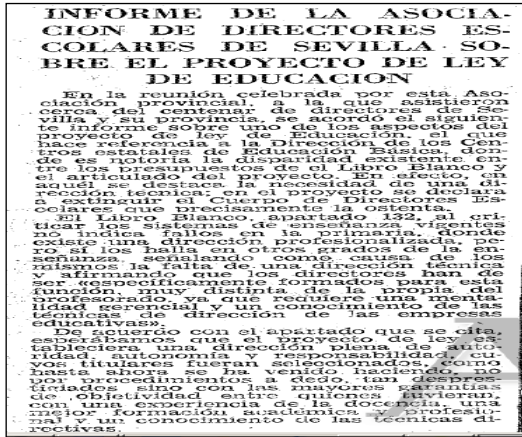 INFORME DE LA ASOCIA-
CION DE DIRECTORES ES-
COLARES DE SEVILLA SO-
BRE EL PROYECTO DE LEY
DE EDUCACION
En la reunión celebrada por esta Aso-
ciación provincial, a la que asistieron
cerca del centenar de directores de Se-
villa y su provincia, se acordó el siguien-
te informe sobre uno de los aspectos del
proyecto de ley de Educación, el que
hace referencia a la Dirección de los Cen-
tros estatales de Educación Básica, don-
de es notoria la disparidad existente en-
tre los presupuestos de el Libro Blanco y
el articulado del proyecto. En efecto, en
aquél se destaca la necesidad de una di-
rección técnica; en el proyecto se declara
a extinguir el Cuerpo de Directores Es-
colares que precisamente la ostenta.
El Libro Blanco, apartado 132, al cri-
ticar los sistemas de enseñanza vigentes
no indica fallos en la primaria, donde
existe una dirección profesionalizada, pe-
ro sí los halla en otros grados de la en-
señanza, señalando como causa de los
mismos la falta de una dirección técnica
y afirmando que los directores han de
ser «específicamente formados para esta
función, muy distinta de la propia del
profesorado, ya que requiere una menta-
lidad gerencial y un conocimiento de las
técnicas de dirección de las empresas
educativas».
De acuerdo con el apartado que se cita,
esperábamos que el proyecto de ley es-
tableciera una dirección plena de auto-
ridad, autonomía y responsabilidad, cu-
yos titulares fueran seleccionados, como
hasta ahora se ha venido haciendo, no
por procedimientos a dedo, tan despres-
tigiados sino con las mayores garantías
de objetividad entre quienes tuvieran,
con una experiencia de la docencia, una
mejor formación académica y profesio-
nal y un conocimiento de las técnicas di-
rectivas.